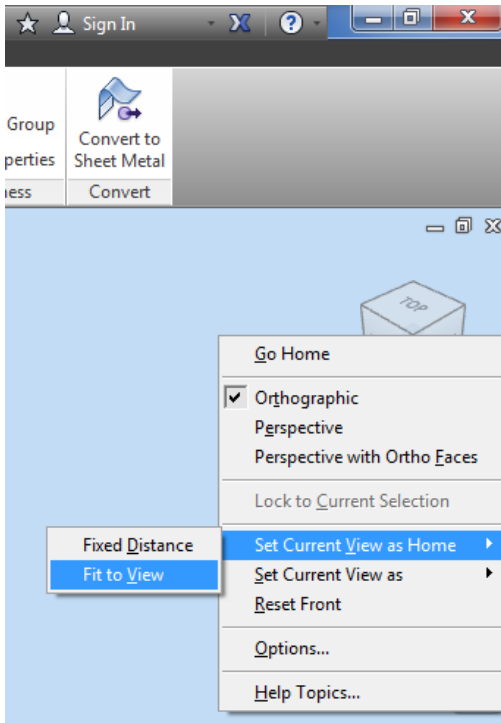 Sign In
Group
Convert to
perties
Sheet Metal
ness
Convert
TOP
Go Home
Orthographic
Perspective
Perspective with Ortho Faces
Lock to Current Selection
Fixed Distance
Set Current View as Home
Fit to View
Set Current View as
Reset Front
Options...
Help Topics...